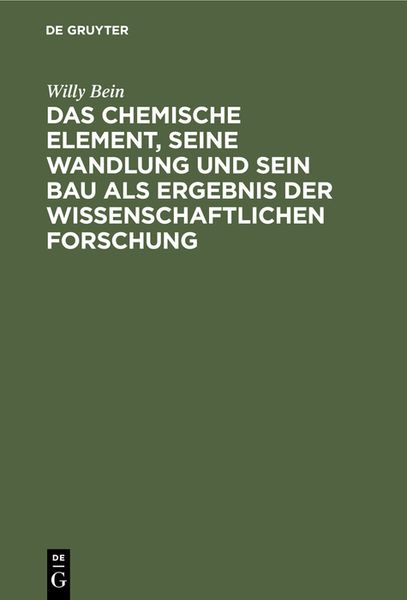 DE GRUYTER
Willy Bein
DAS CHEMISCHE
ELEMENT, SEINE
WANDLUNG UND SEIN
BAU ALS ERGEBNIS DER
WISSENSCHAFTLICHEN
FORSCHUNG
DE
G